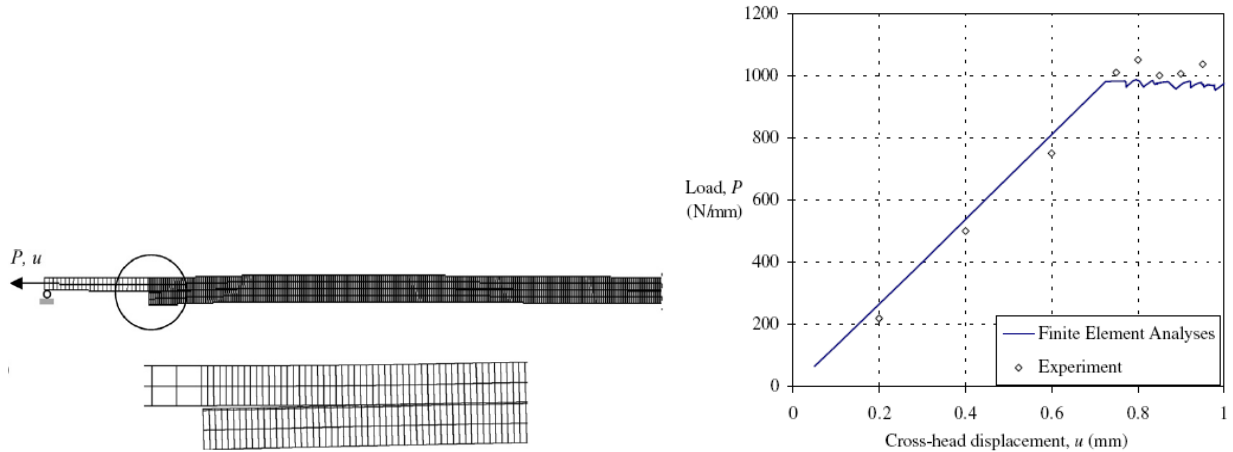 P, u
1200
1000
800
600
400
200
0
Load, P
(N/mm)
0
0.2
0.4
0.6
0.8
1
Cross-head displacement, u (mm)
Finite Element Analyses
Experiment